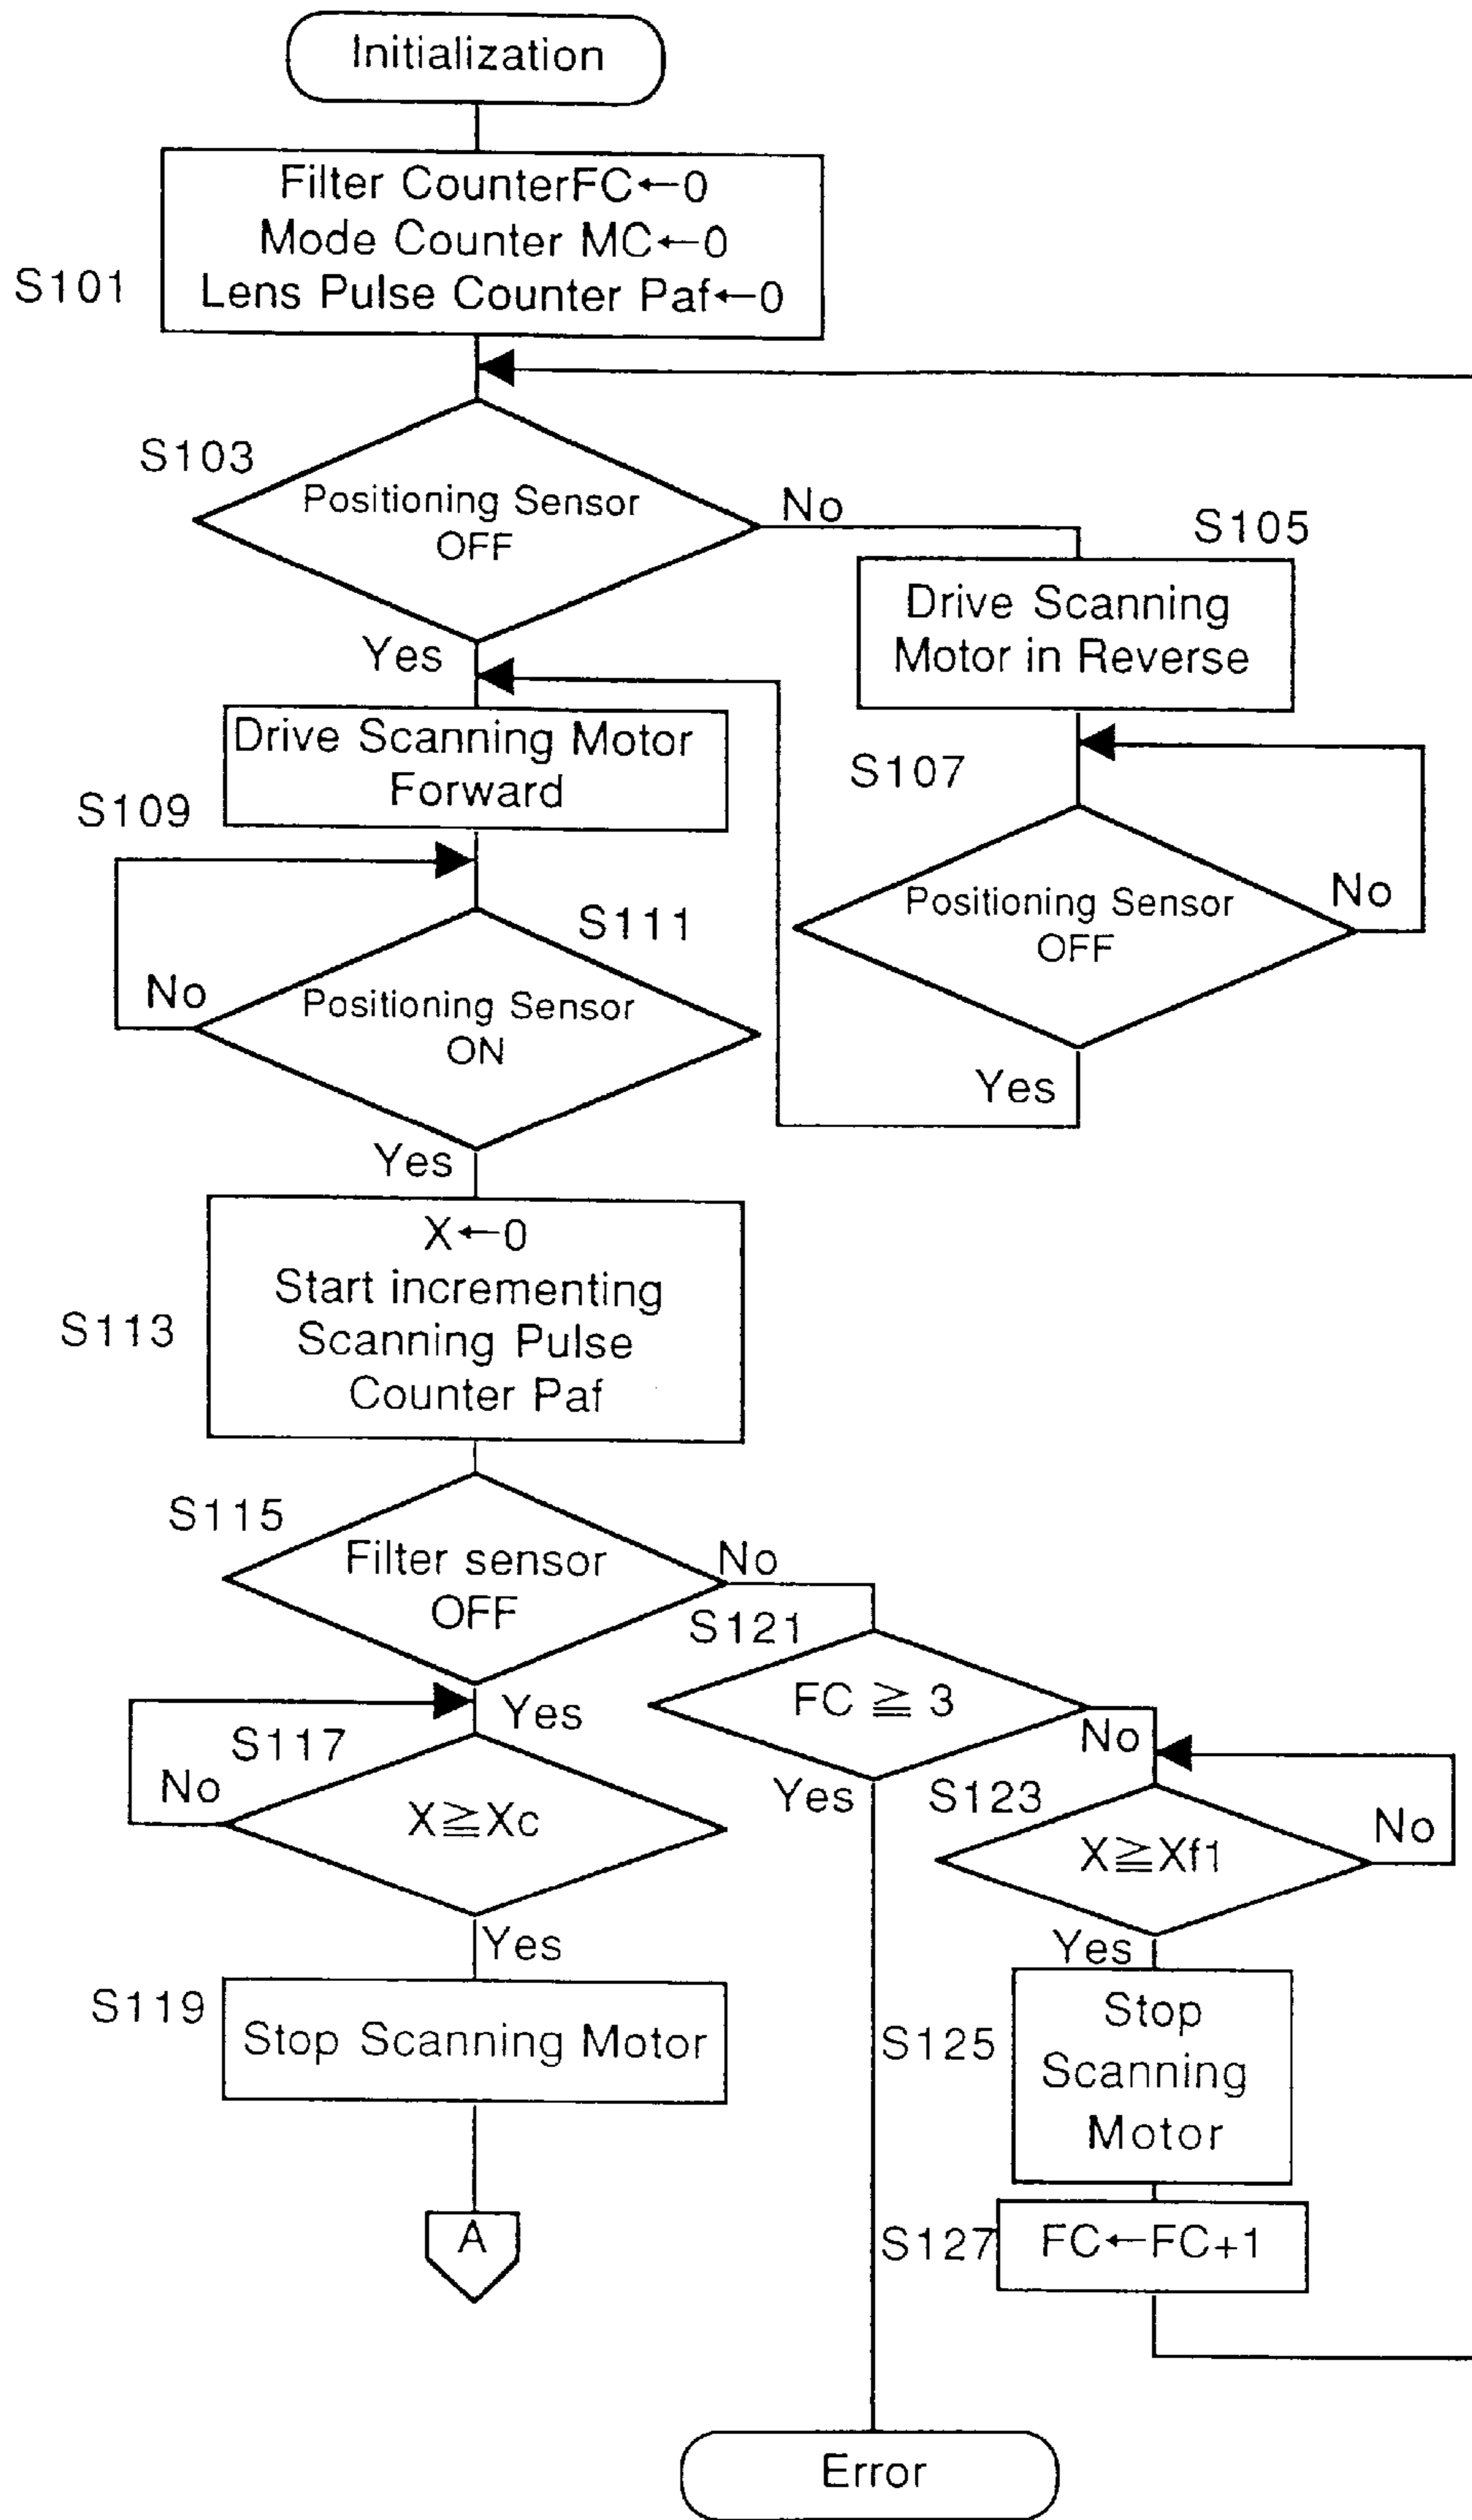 Initialization
Filter CounterFC←0
Mode Counter MC←0
S101
Lens Pulse Counter Paf←0
S103
Positioning Sensor
OFF
No
S105
Drive Scanning
Motor in Reverse
Yes
Drive Scanning Motor
Forward
S109
S107
Positioning Sensor
OFF
No
Yes
S111
No
Positioning Sensor
ON
Yes
S113
X←0
Start incrementing
Scanning Pulse
Counter Paf
S115
Filter sensor
OFF
No
S121
FC ≧ 3
Yes
S117
No
X≧Xc
Yes
No
Yes
S123
X≧Xf1
No
Yes
S119
Stop Scanning Motor
S125
Stop
Scanning
Motor
A
S127
FC←FC+1
Error